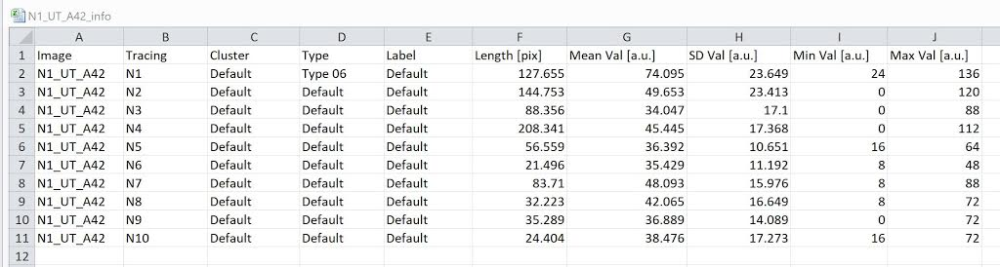 N1_UT_A42_info
A B C D E F G H I J
1 Image Tracing Cluster Type Label Length [pix] Mean Val [a.u.] SD Val [a.u.] Min Val [a.u.] Max Val [a.u.]
2 N1_UT_A42 N1 Default Type 06 Default 127.655 74.095 23.649 24 136
3 N1_UT_A42 N2 Default Default Default 144.753 49.653 23.413 0 120
4 N1_UT_A42 N3 Default Default Default 88.356 34.047 17.1 0 88
5 N1_UT_A42 N4 Default Default Default 208.341 45.445 17.368 0 112
6 N1_UT_A42 N5 Default Default Default 56.559 36.392 10.651 16 64
7 N1_UT_A42 N6 Default Default Default 21.496 35.429 11.192 8 48
8 N1_UT_A42 N7 Default Default Default 83.71 48.093 15.976 8 88
9 N1_UT_A42 N8 Default Default Default 32.223 42.065 16.649 8 72
10 N1_UT_A42 N9 Default Default Default 35.289 36.889 14.089 0 72
11 N1_UT_A42 N10 Default Default Default 24.404 38.476 17.273 16 72
12